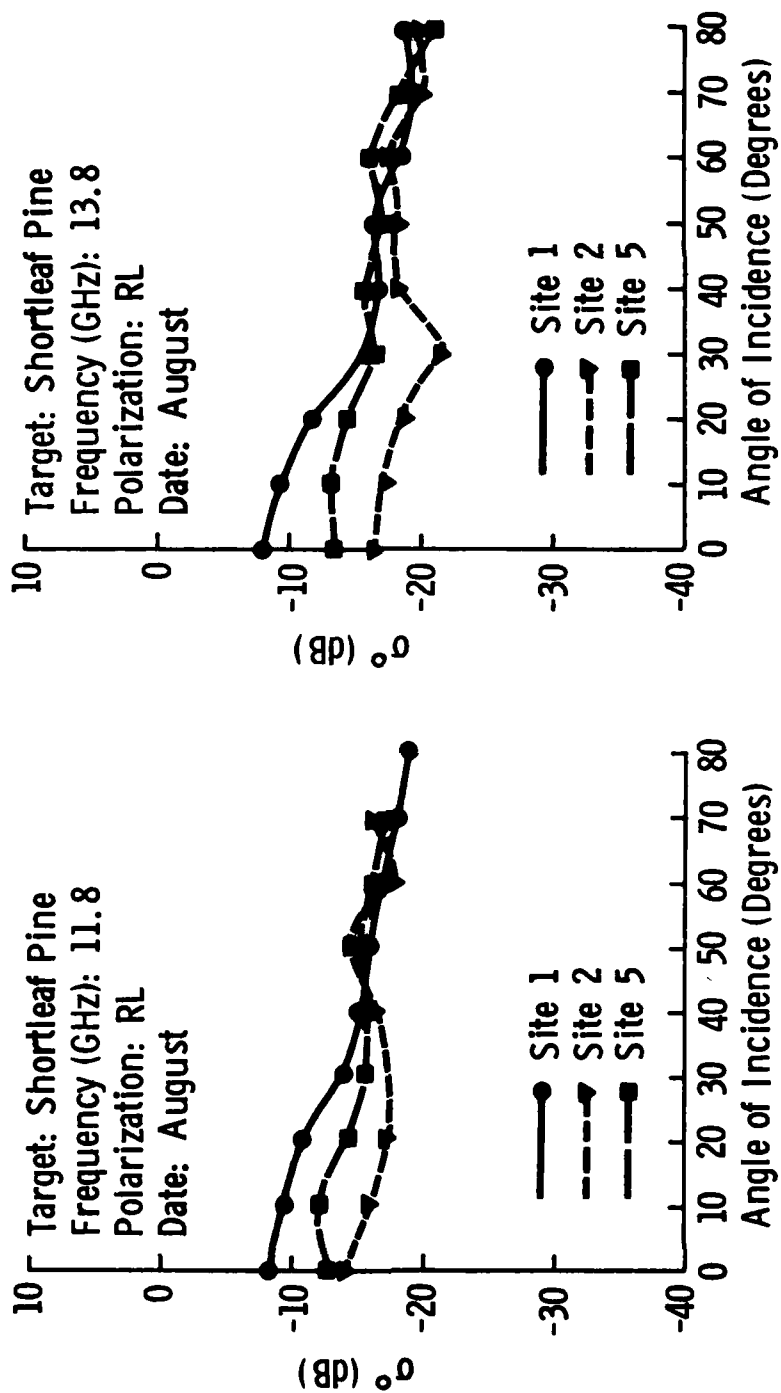 Target: Shortleaf Pine
Frequency (GHz): 11.8
Polarization: RL
Date: August
10
0
-10
-20
-30
-40
σ° (dB)
Site 1
Site 2
Site 5
0 10 20 30 40 50 60 70 80
Angle of Incidence (Degrees)
Target: Shortleaf Pine
Frequency (GHz): 13.8
Polarization: RL
Date: August
10
0
-10
-20
-30
-40
σ° (dB)
Site 1
Site 2
Site 5
0 10 20 30 40 50 60 70 80
Angle of Incidence (Degrees)